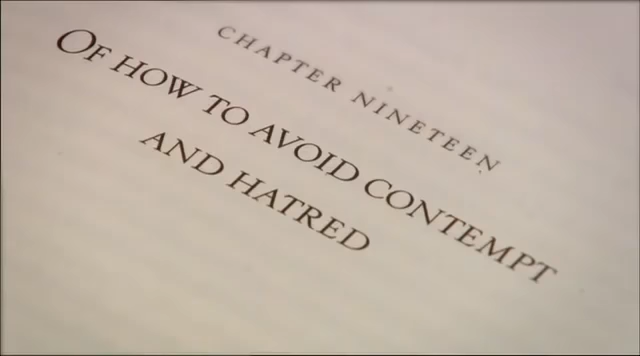 CHAPTER NINETEEN
OF HOW TO AVOID CONTEMPT
AND HATRED